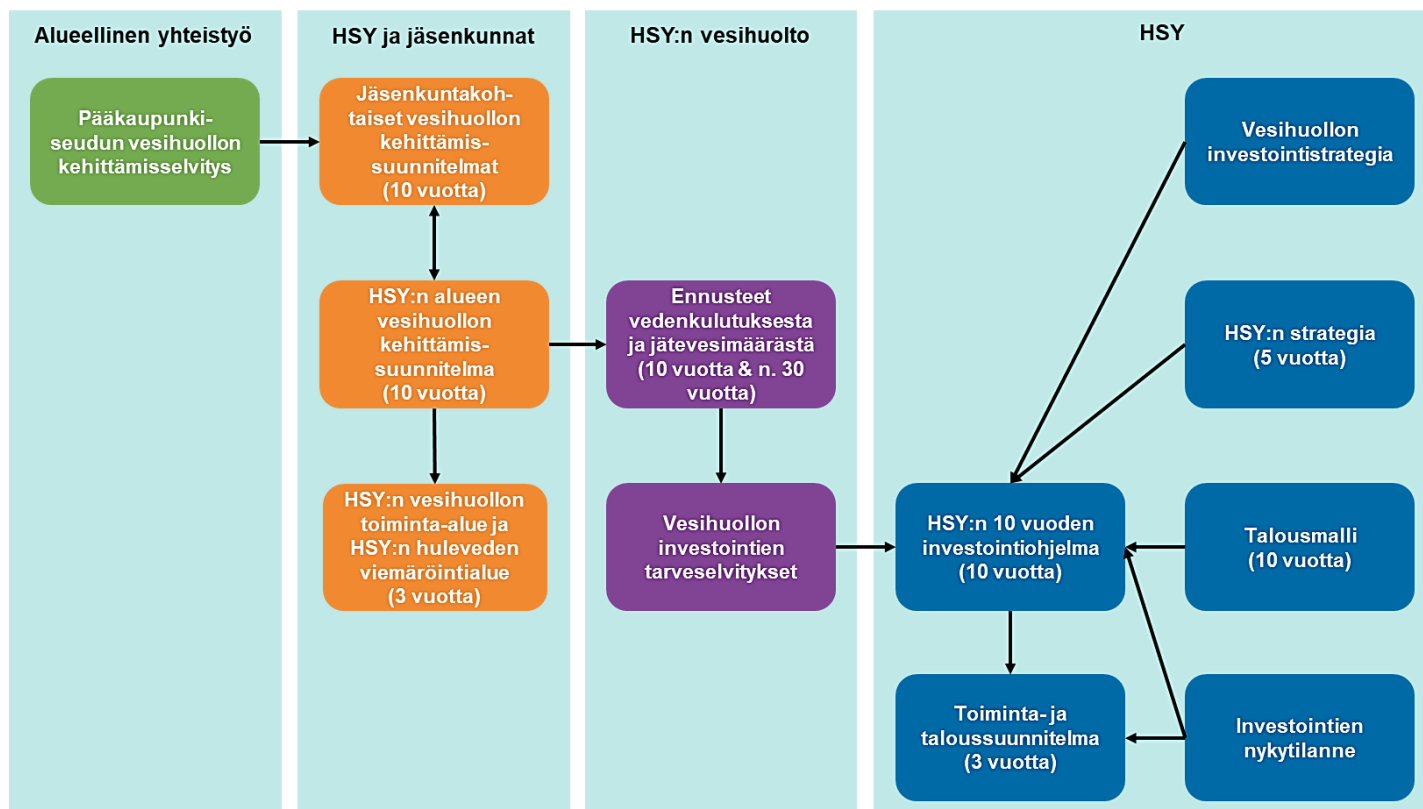 Alueellinen yhteistyö
Pääkaupunki-
seudun vesihuollon
kehittämisselvitys
HSY ja jäsenkunnat
Jäsenkuntakoh-
taiset vesihuollon
kehittämis-
suunnitelmat
(10 vuotta)
HSY:n alueen
vesihuollon
kehittämis-
suunnitelma
(10 vuotta)
HSY:n vesihuollon
toiminta-alue ja
HSY:n huleveden
viemäröintialue
(3 vuotta)
HSY:n vesihuolto
Ennusteet
vedenkulutuksesta
ja jätevesimäärästä
(10 vuotta & n. 30
vuotta)
Vesihuollon
investointien
tarveselvitykset
HSY
Vesihuollon
investointistrategia
HSY:n strategia
(5 vuotta)
HSY:n 10 vuoden
investointiohjelma
(10 vuotta)
Talousmalli
(10 vuotta)
Toiminta- ja
taloussuunnitelma
(3 vuotta)
Investointien
nykytilanne